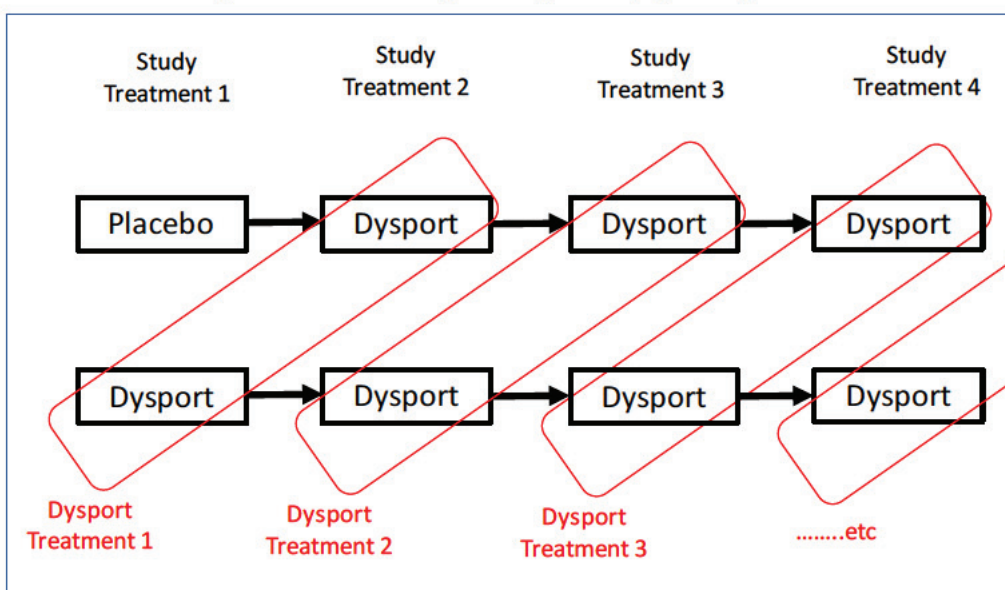 Study
Treatment 1
Study
Treatment 2
Study
Treatment 3
Study
Treatment 4
Placebo
Dysport
Dysport
Dysport
Dysport
Dysport
Dysport
Dysport
Dysport
Treatment 1
Dysport
Treatment 2
Dysport
Treatment 3
........etc